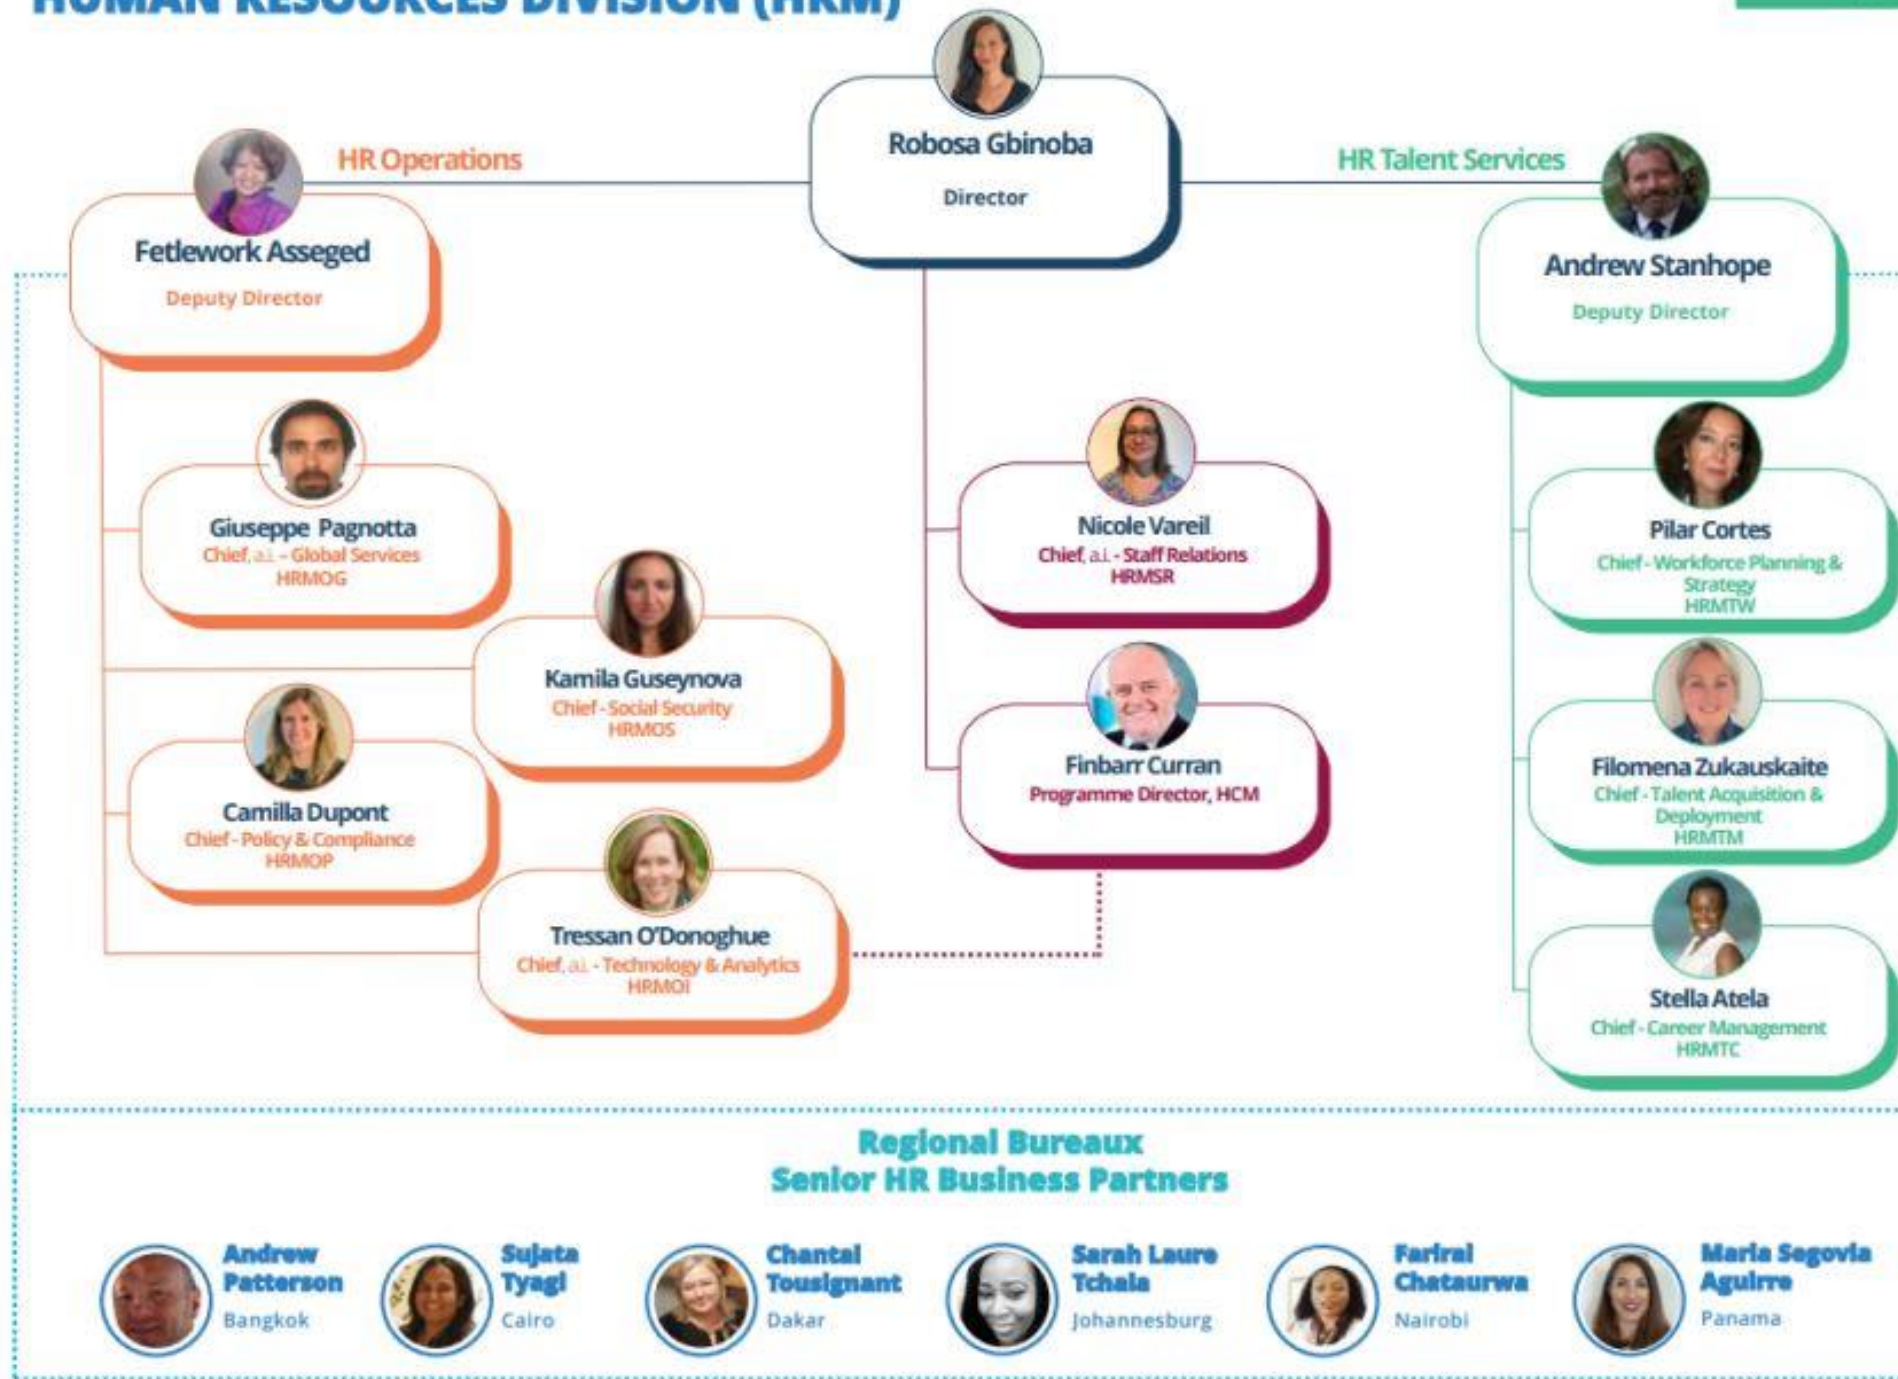 HUMAN RESOURCES DIVISION (HRM)
Robosa Gbinoba
Director
HR Operations
Fetlework Asseged
Deputy Director
HR Talent Services
Andrew Stanhope
Deputy Director
Giuseppe Pagnotta
Chief, a.i. - Global Services
HRMOG
Kamila Guseynova
Chief - Social Security
HRMOS
Camilla Dupont
Chief - Policy & Compliance
HRMOP
Tressan O'Donoghue
Chief, a.i. - Technology & Analytics
HRMOI
Nicole Vareil
Chief, a.i. - Staff Relations
HRMSR
Finbarr Curran
Programme Director, HCM
Pilar Cortes
Chief - Workforce Planning &
Strategy
HRMTW
Filomena Zukauskaite
Chief - Talent Acquisition &
Deployment
HRMTM
Stella Atela
Chief - Career Management
HRMTC
Regional Bureaux
Senior HR Business Partners
Andrew
Patterson
Bangkok
Sujata
Tyagi
Cairo
Chantal
Tousignant
Dakar
Sarah Laure
Tchala
Johannesburg
Farirai
Chataurwa
Nairobi
Maria Segovia
Aguirre
Panama